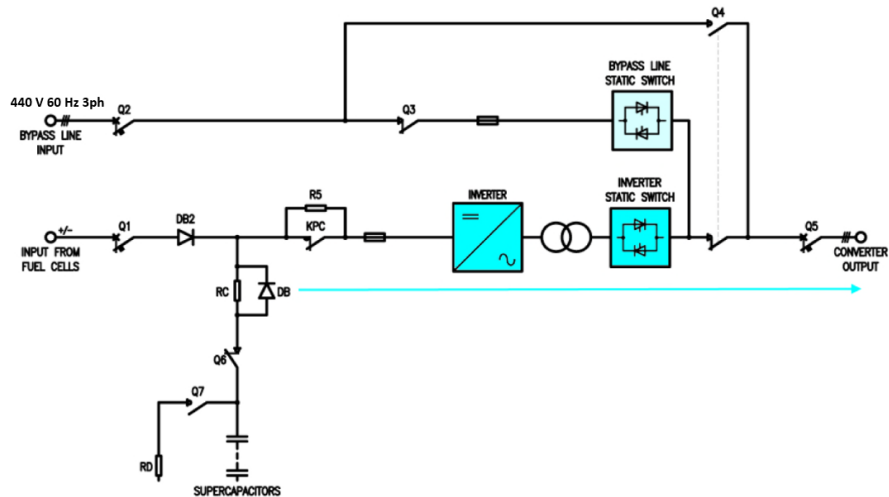 Q4
BYPASS LINE
STATIC SWITCH
440 V 60 Hz 3ph
Q2
Q3
BYPASS LINE
INPUT
R5
INVERTER
INVERTER
STATIC SWITCH
+/-
Q1
DB2
KPC
Q5
INPUT FROM
FUEL CELLS
CONVERTER
OUTPUT
RC
DB
Q6
Q7
RD
SUPERCAPACITORS